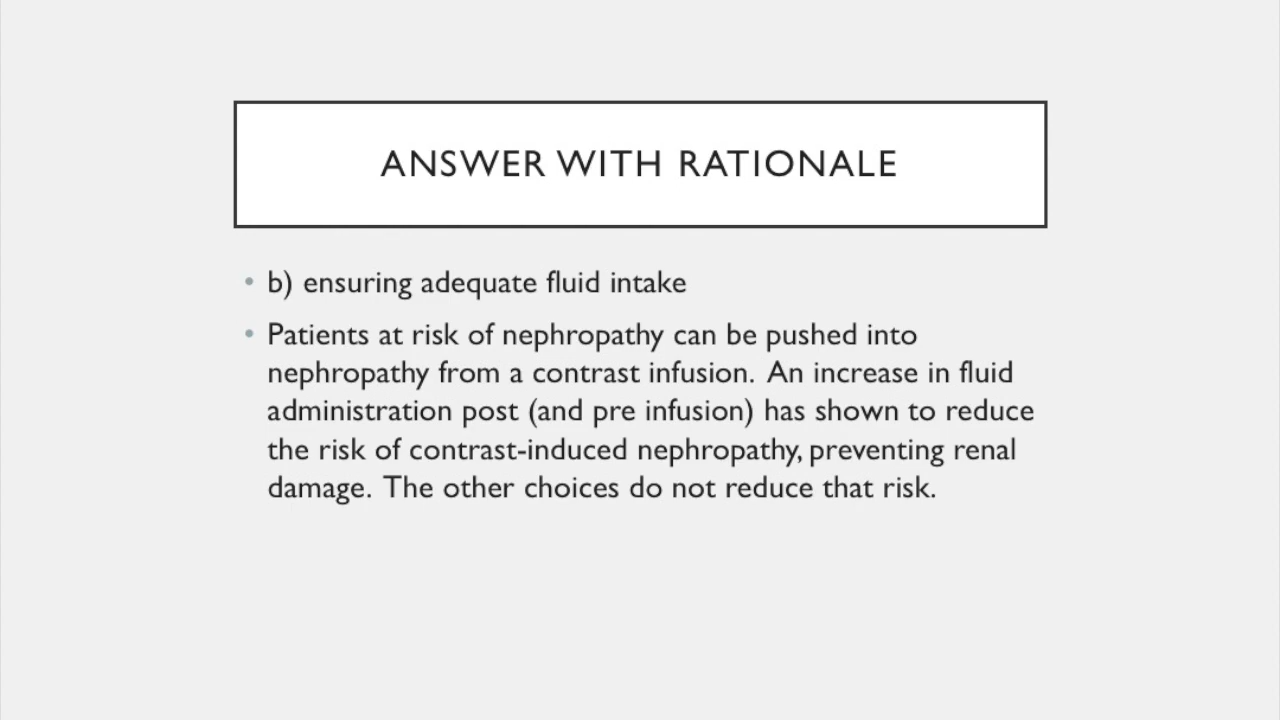 ANSWER WITH RATIONALE
• b) ensuring adequate fluid intake
• Patients at risk of nephropathy can be pushed into
nephropathy from a contrast infusion. An increase in fluid
administration post (and pre infusion) has shown to reduce
the risk of contrast-induced nephropathy, preventing renal
damage. The other choices do not reduce that risk.